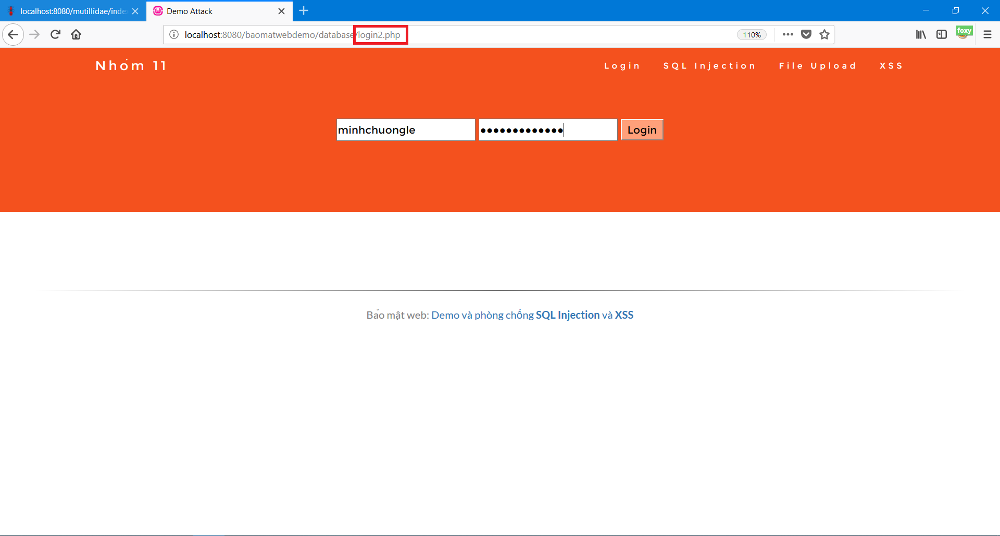 localhost:8080/mutillidae/inde
Demo Attack
localhost:8080/baomatwebdemo/database/login2.php
110%
foxy
Nhóm 11
Login
SQL Injection
File Upload
XSS
minhchuongle
Login
Bảo mật web: Demo và phòng chống SQL Injection và XSS